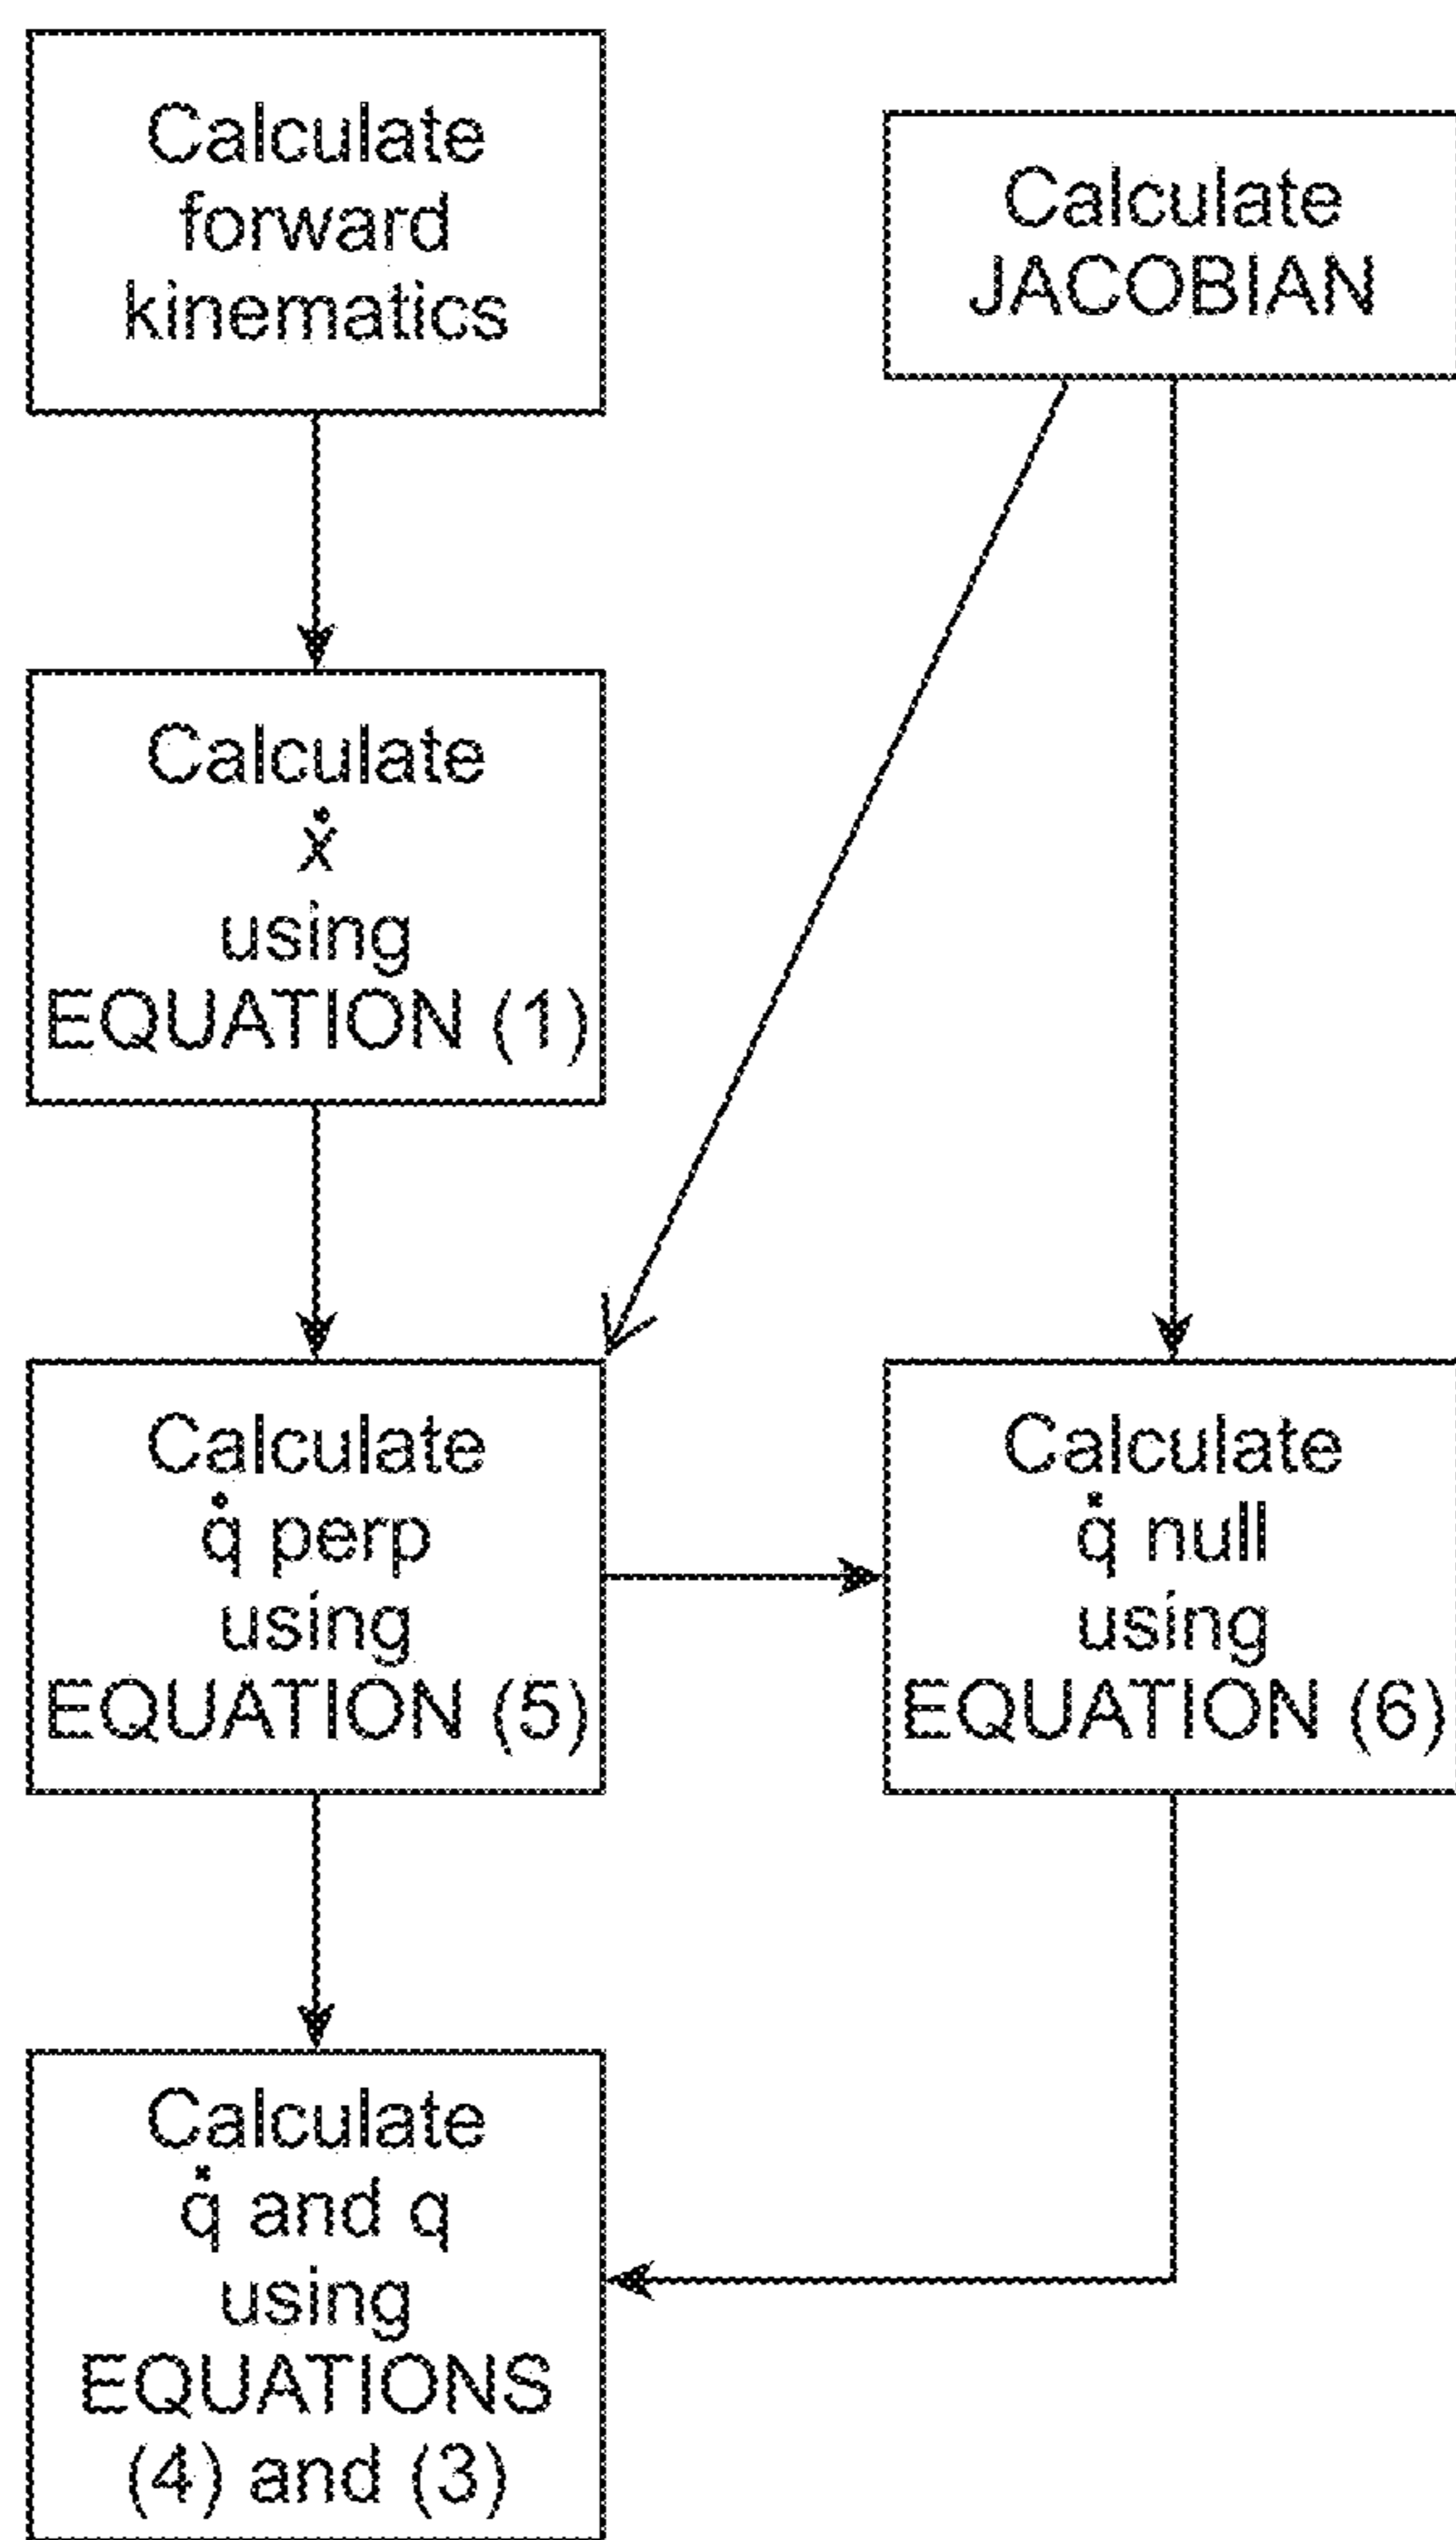 Calculate
forward
kinematics
Calculate
JACOBIAN
Calculate
ẋ
using
EQUATION (1)
Calculate
q̇ perp
using
EQUATION (5)
Calculate
q̇ null
using
EQUATION (6)
Calculate
q̇ and q
using
EQUATIONS
(4) and (3)